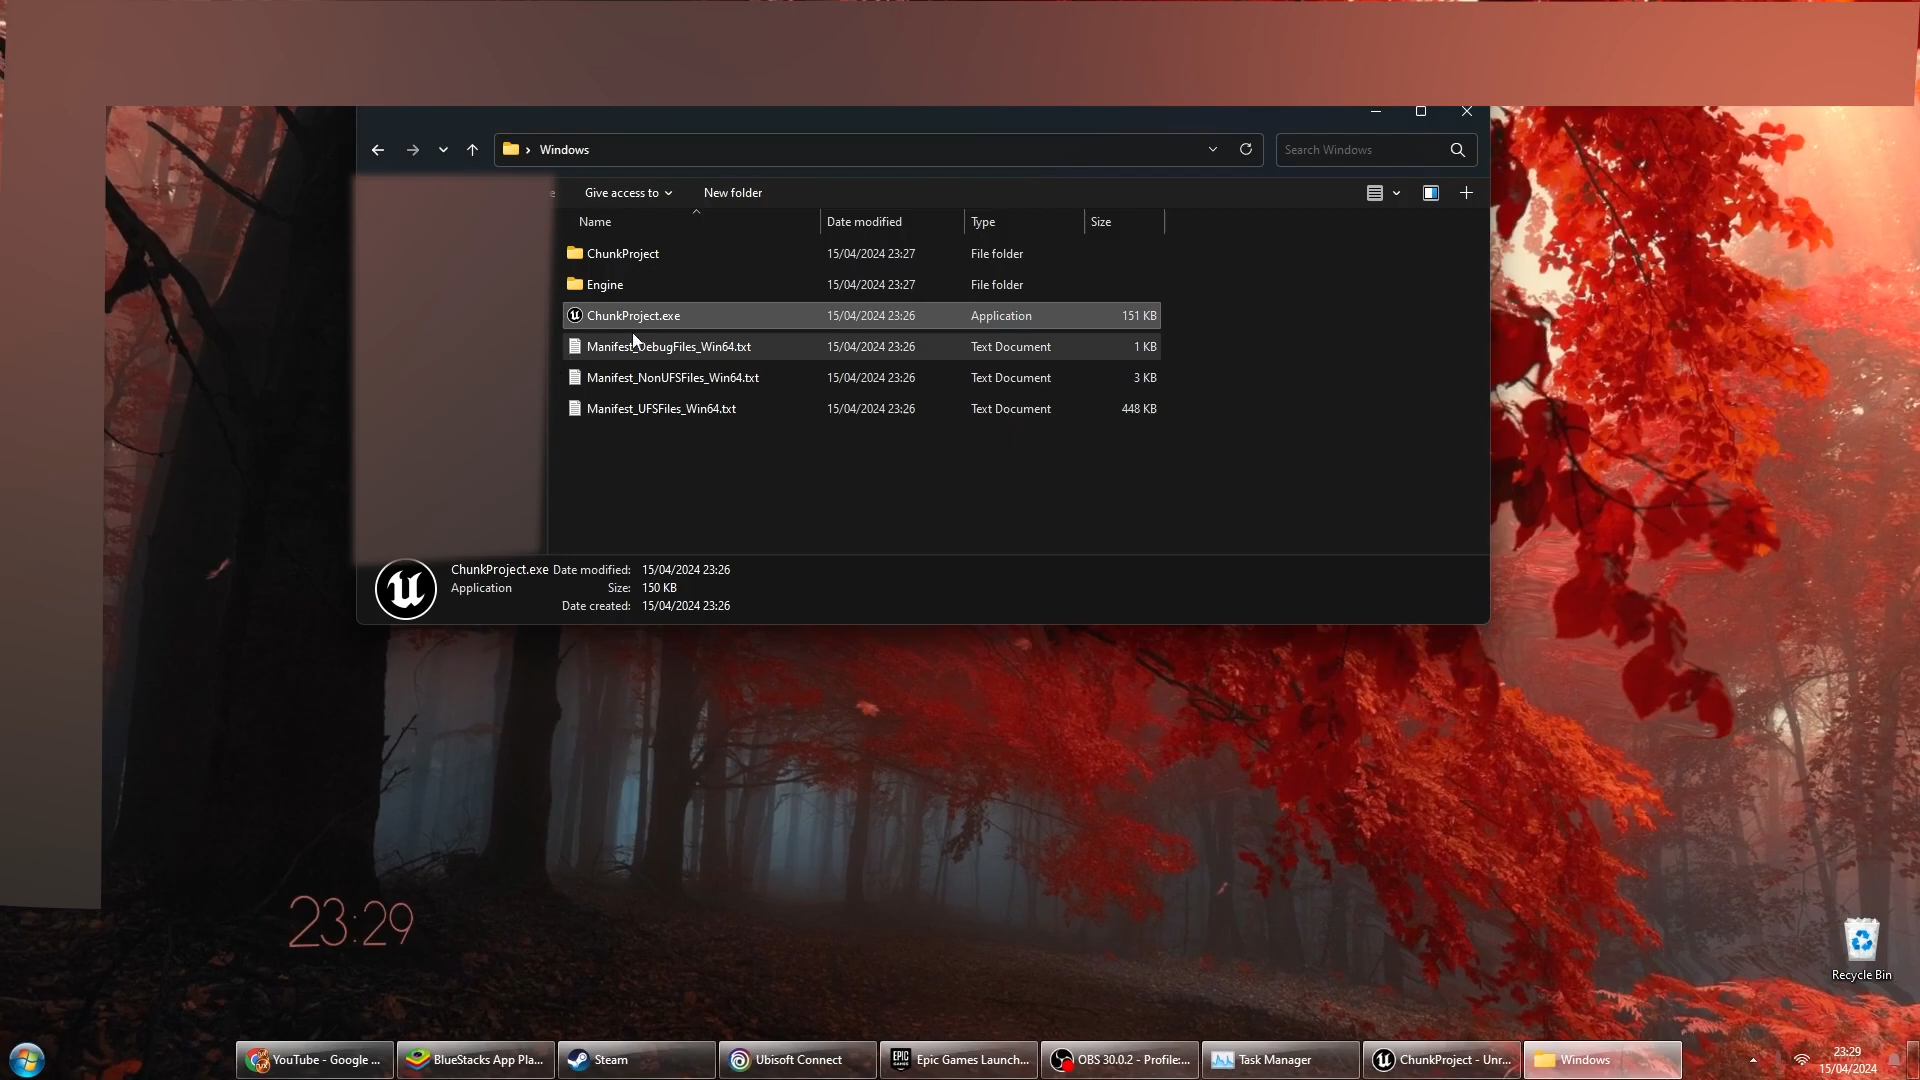 Windows
Search Windows
Give access to
New folder
Name
Date modified
Type
Size
ChunkProject
15/04/2024 23:27
File folder
Engine
15/04/2024 23:27
File folder
ChunkProject.exe
15/04/2024 23:26
Application
151 KB
Manifest_DebugFiles_Win64.txt
15/04/2024 23:26
Text Document
1 KB
Manifest_NonUFSFiles_Win64.txt
15/04/2024 23:26
Text Document
3 KB
Manifest_UFSFiles_Win64.txt
15/04/2024 23:26
Text Document
448 KB
ChunkProject.exe
Date modified: 15/04/2024 23:26
Application
Size: 150 KB
Date created: 15/04/2024 23:26
23:29
Recycle Bin
YouTube - Google ...
BlueStacks App Pla...
Steam
Ubisoft Connect
EPIC GAMES
Epic Games Launch...
OBS 30.0.2 - Profile:...
Task Manager
ChunkProject - Unr...
Windows
23:29
15/04/2024